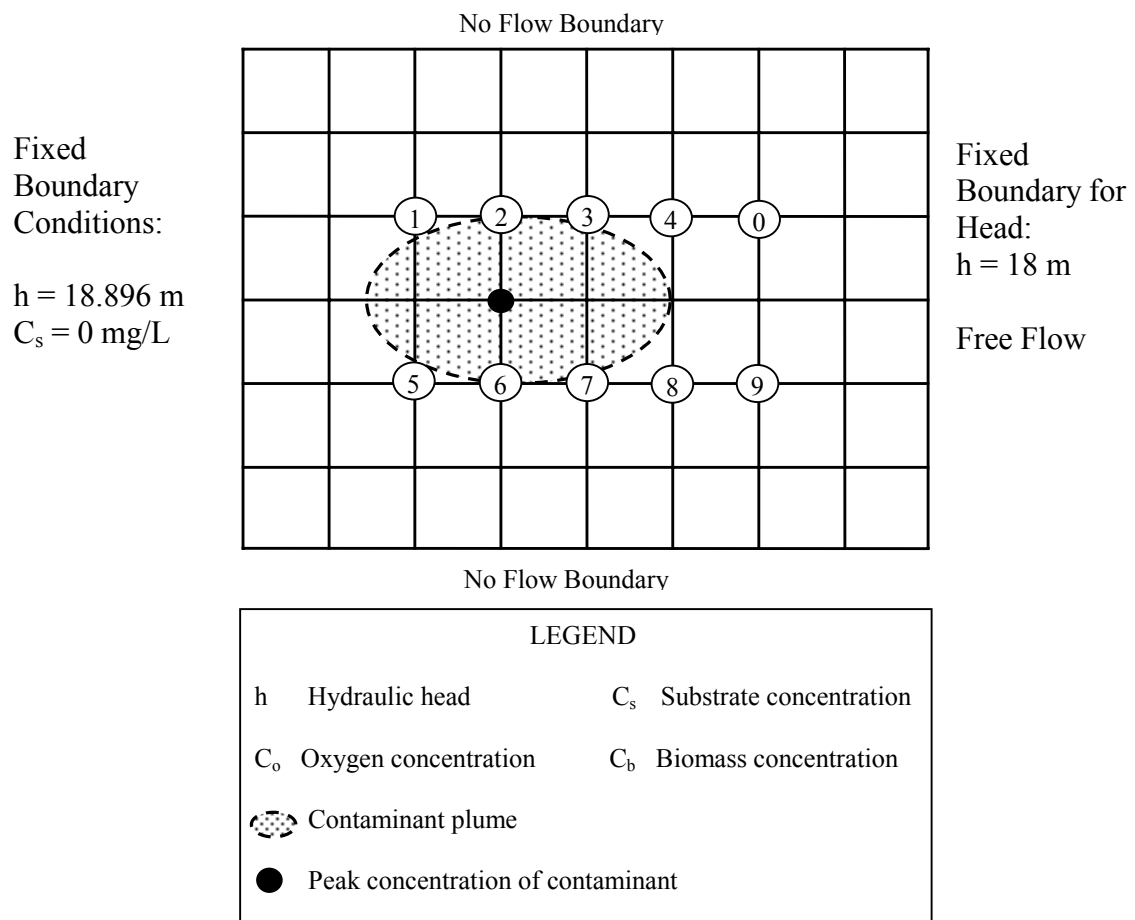 No Flow Boundary
Fixed
Boundary
Conditions:
h = 18.896 m
Cₛ = 0 mg/L
1 2 3 4 0
5 6 7 8 9
Fixed
Boundary for
Head:
h = 18 m
Free Flow
No Flow Boundary
LEGEND
h Hydraulic head Cₛ Substrate concentration
Cₒ Oxygen concentration C_b Biomass concentration
Contaminant plume
Peak concentration of contaminant